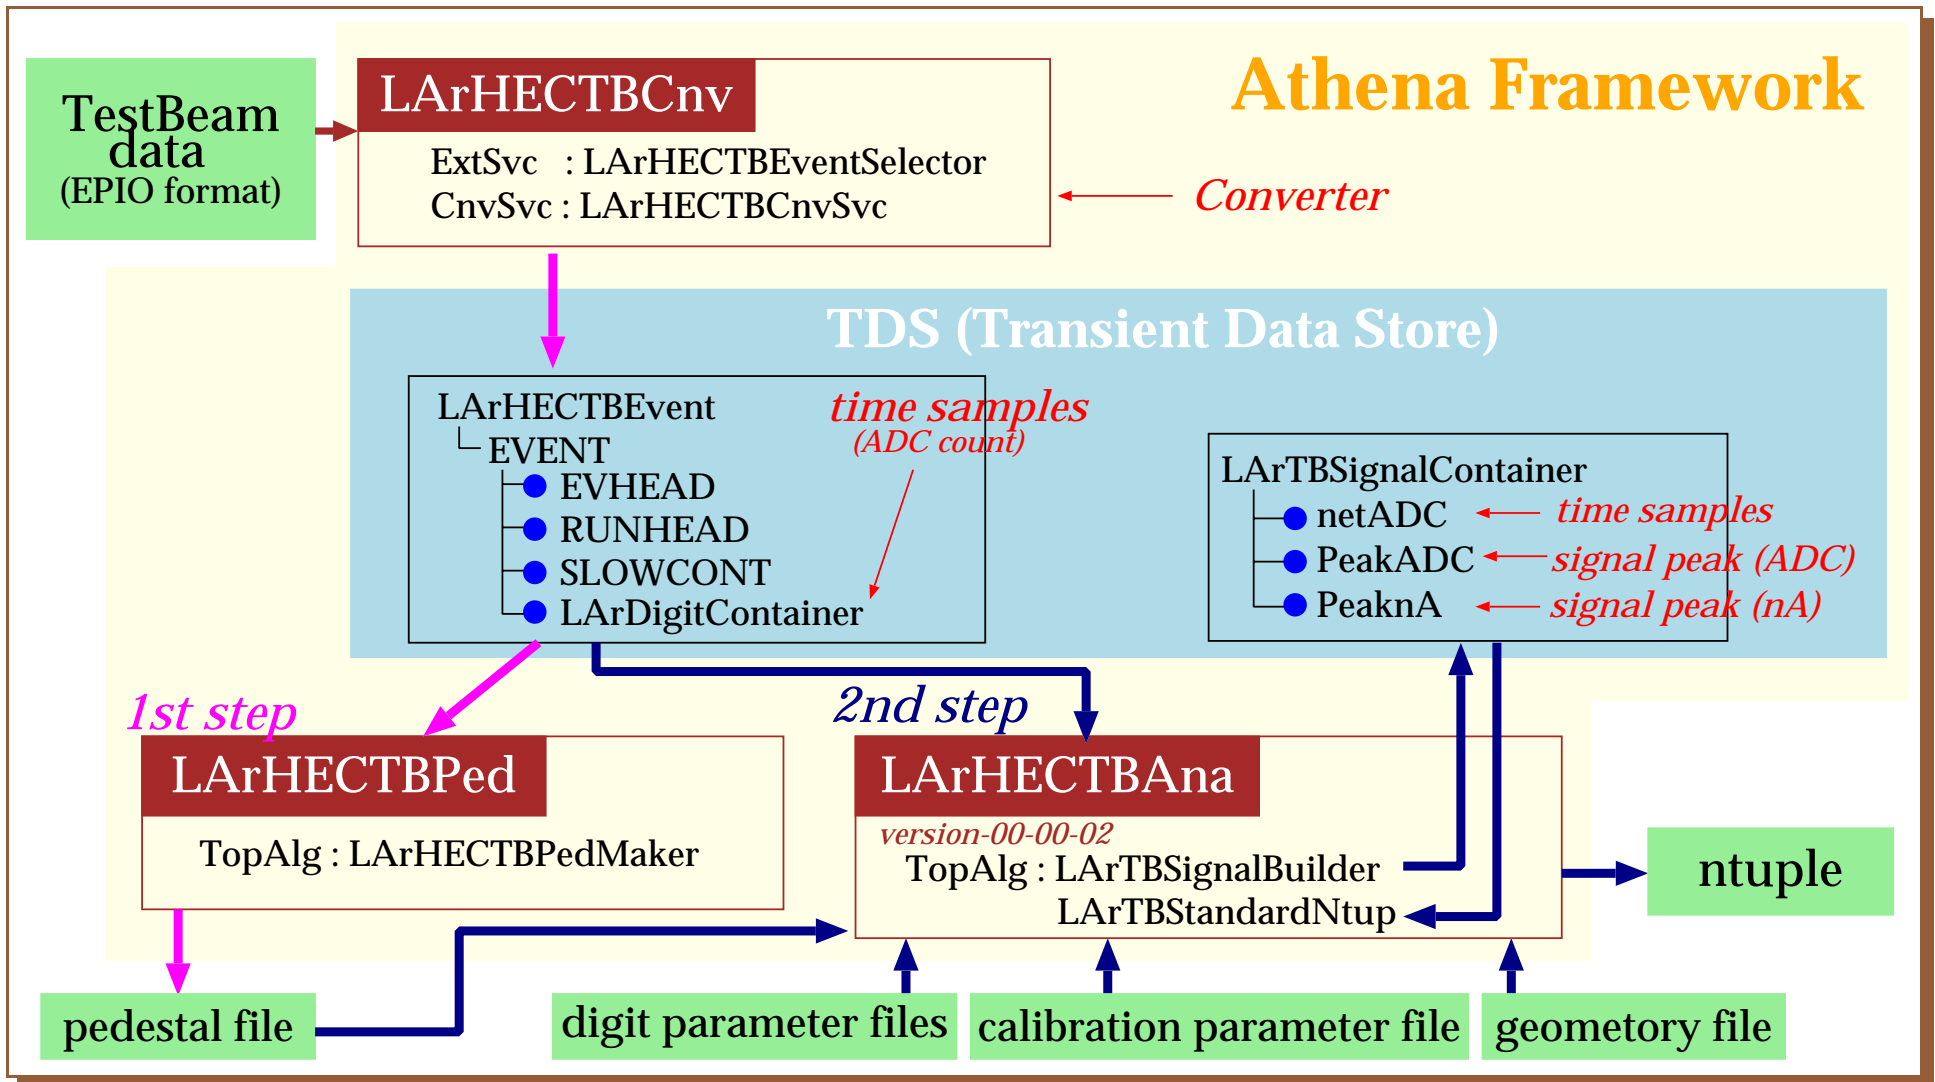 Athena Framework
TestBeam
data
(EPIO format)
LArHECTBCnv
ExtSvc : LArHECTBEventSelector
CnvSvc : LArHECTBCnvSvc
Converter
TDS (Transient Data Store)
LArHECTBEvent
EVENT
EVHEAD
RUNHEAD
SLOWCONT
LArDigitContainer
time samples
(ADC count)
LArTBSignalContainer
netADC
time samples
PeakADC
signal peak (ADC)
PeaknA
signal peak (nA)
1st step
2nd step
LArHECTBPed
TopAlg : LArHECTBPedMaker
LArHECTBAna
version-00-00-02
TopAlg : LArTBSignalBuilder
LArTBStandardNtup
ntuple
pedestal file
digit parameter files
calibration parameter file
geometory file